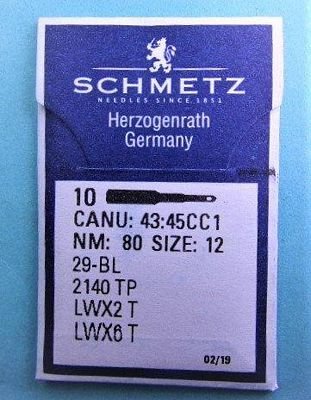 SCHMETZ
NEEDLES SINCE 1851
Herzogenrath
Germany
10
CANU: 43:45CC1
NM: 80 SIZE: 12
29-BL
2140 TP
LWX2 T
LWX6 T
02/19